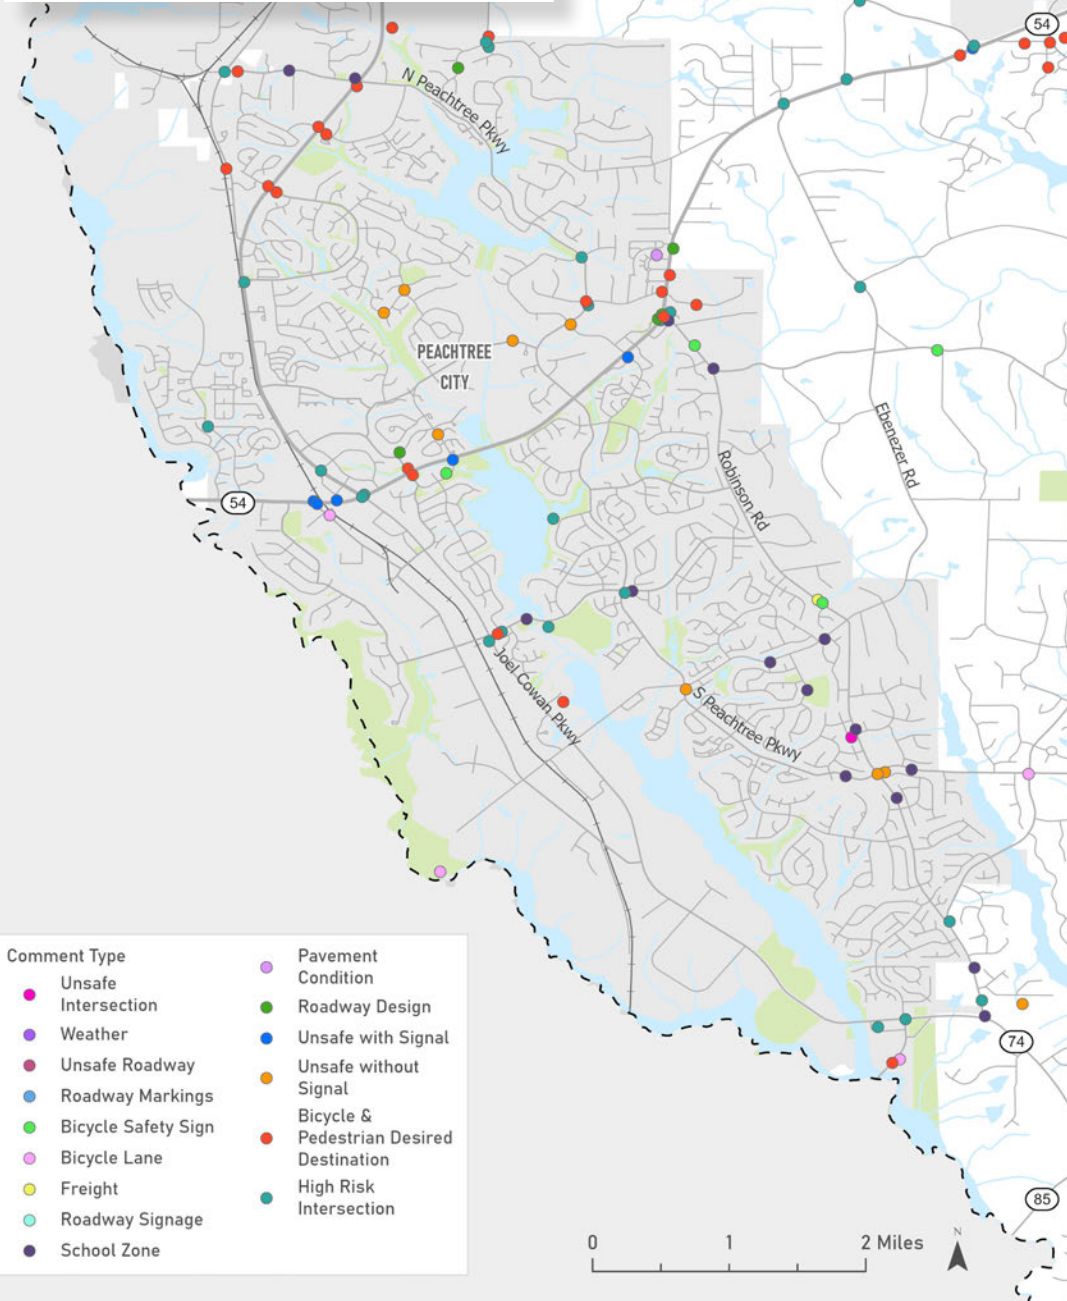 54
N Peachtree Pkwy
PEACHTREE
CITY
Ebenezer Rd
Robinson Rd
54
Joel Cowan Pkwy
S Peachtree Pkwy
74
85
Comment Type
Unsafe
Intersection
Weather
Unsafe Roadway
Roadway Markings
Bicycle Safety Sign
Bicycle Lane
Freight
Roadway Signage
School Zone
Pavement
Condition
Roadway Design
Unsafe with Signal
Unsafe without
Signal
Bicycle &
Pedestrian Desired
Destination
High Risk
Intersection
0 1 2 Miles
N